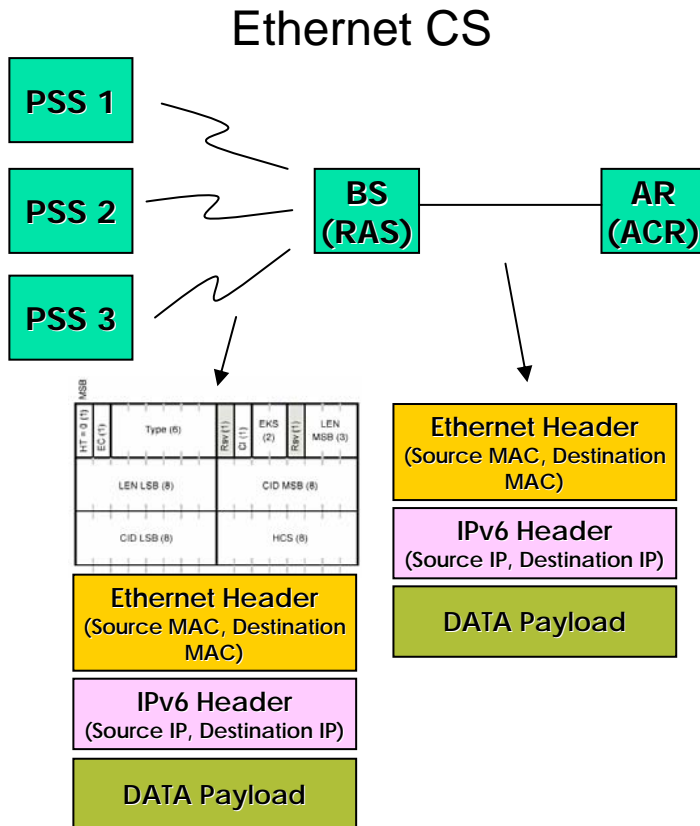 Ethernet CS
PSS 1
PSS 2
PSS 3
BS
(RAS)
AR
(ACR)
MSB
HT = 0 (1)
EC (1)
Type (6)
Rsv (1)
CI (1)
EKS
(2)
Rsv (1)
LEN
MSB (3)
LEN LSB (8)
CID MSB (8)
CID LSB (8)
HCS (8)
Ethernet Header
(Source MAC, Destination
MAC)
IPv6 Header
(Source IP, Destination IP)
DATA Payload
Ethernet Header
(Source MAC, Destination
MAC)
IPv6 Header
(Source IP, Destination IP)
DATA Payload